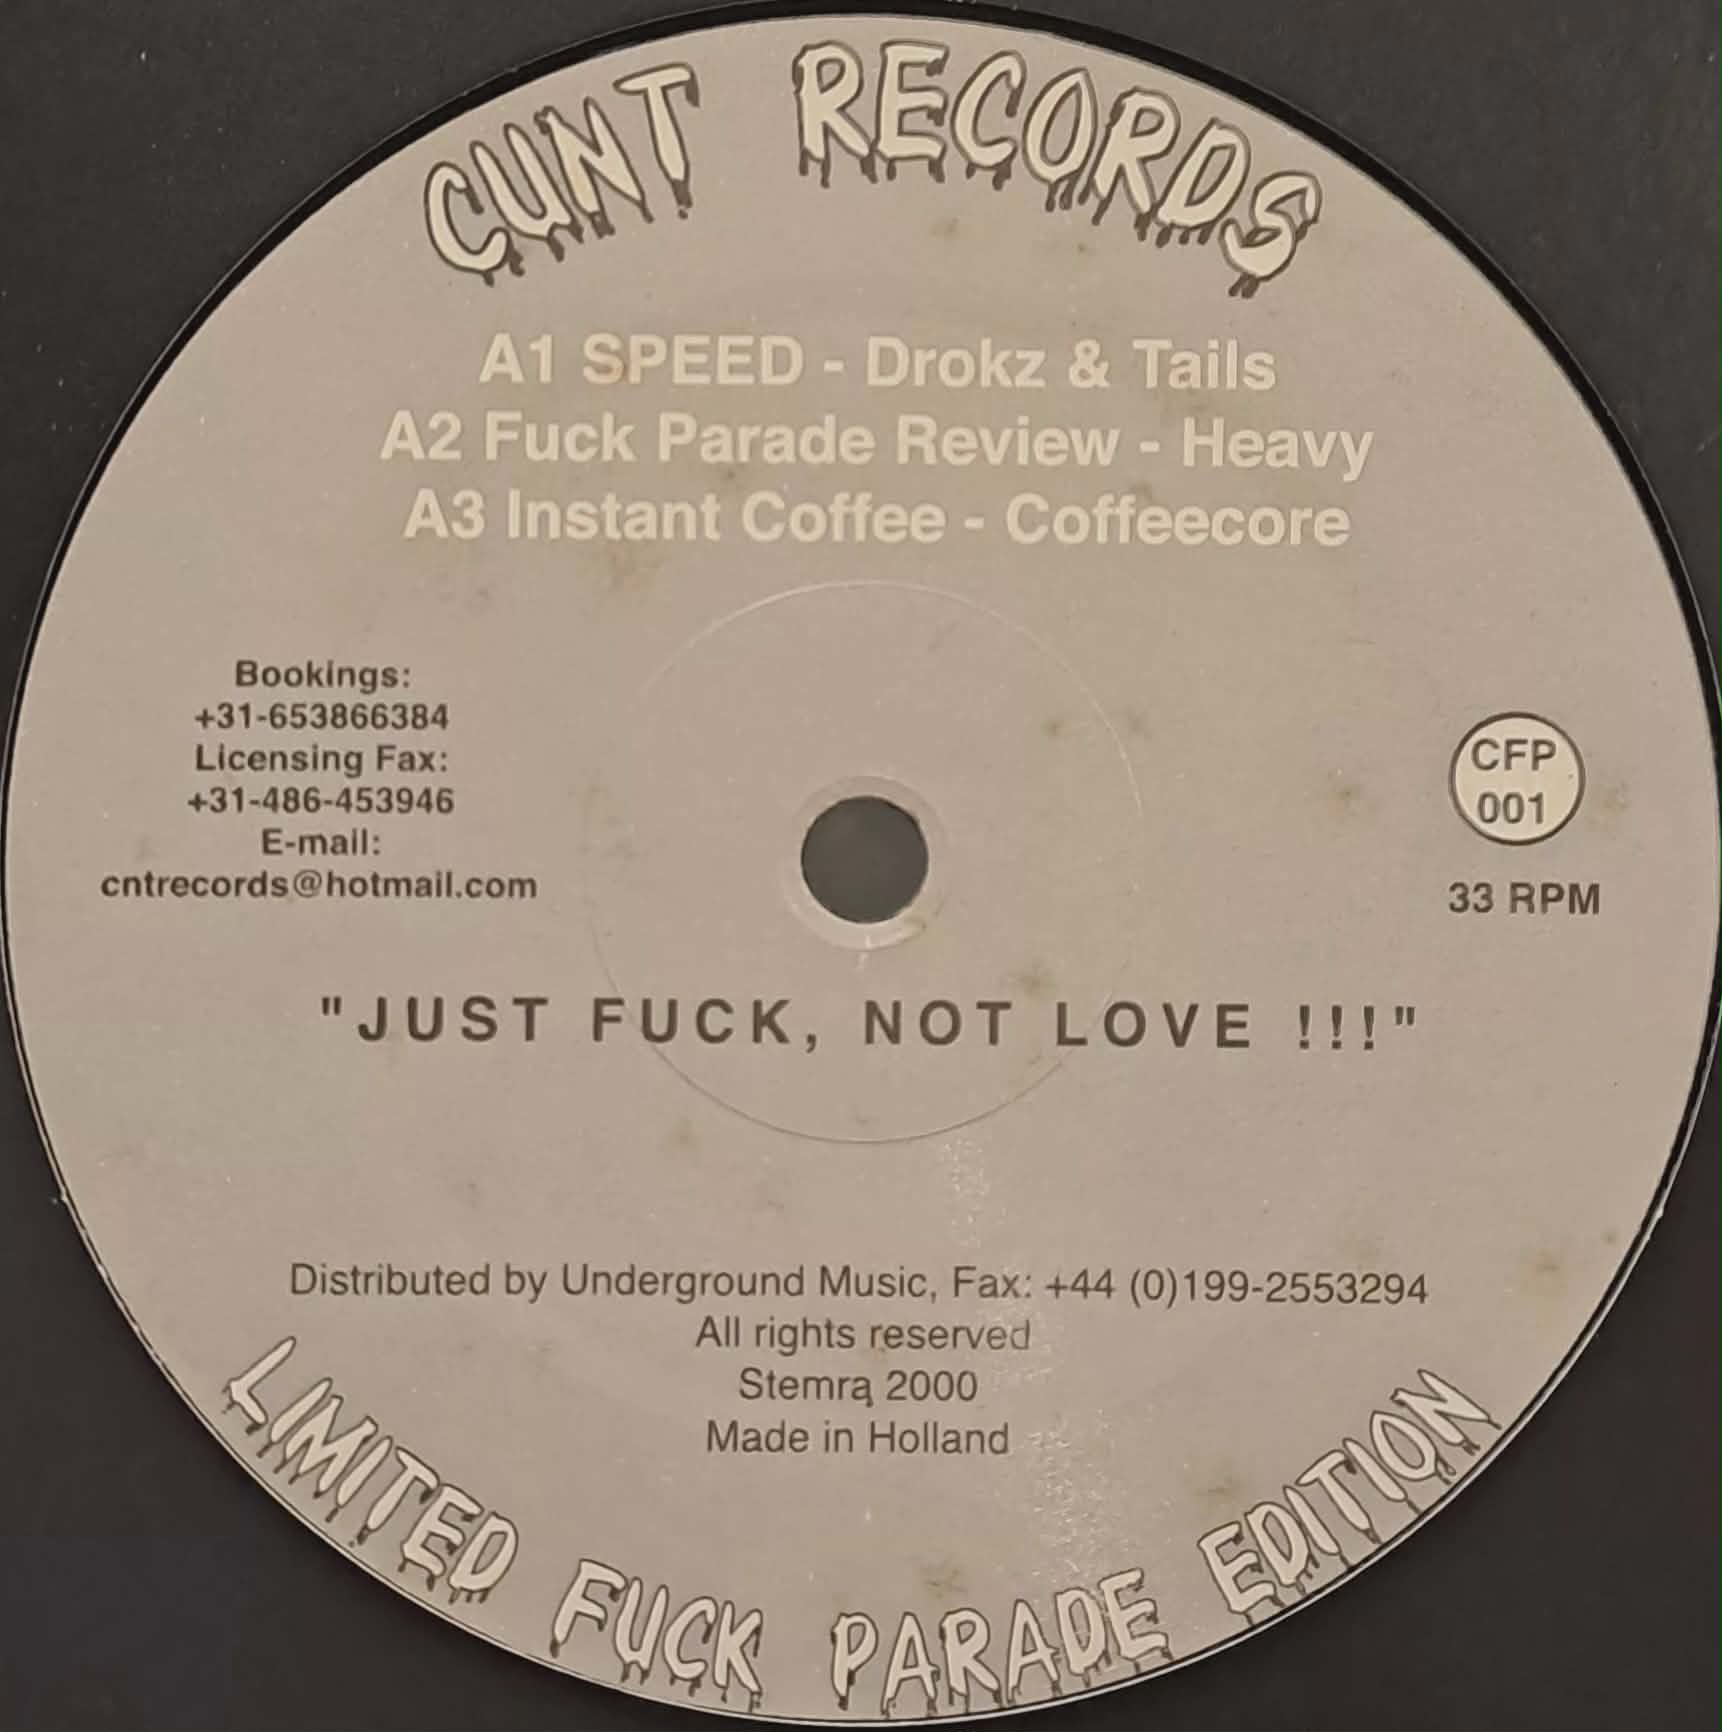 CUNT RECORDS
A1 SPEED - Drokz & Tails
A2 Fuck Parade Review - Heavy
A3 Instant Coffee - Coffeecore
Bookings:
+31-653866384
Licensing Fax:
+31-486-453946
E-mail:
cntrecords@hotmail.com
CFP
001
33 RPM
"JUST FUCK, NOT LOVE !!!"
Distributed by Underground Music, Fax: +44 (0)199-2553294
All rights reserved
Stemra 2000
Made in Holland
LIMITED FUCK PARADE EDITION